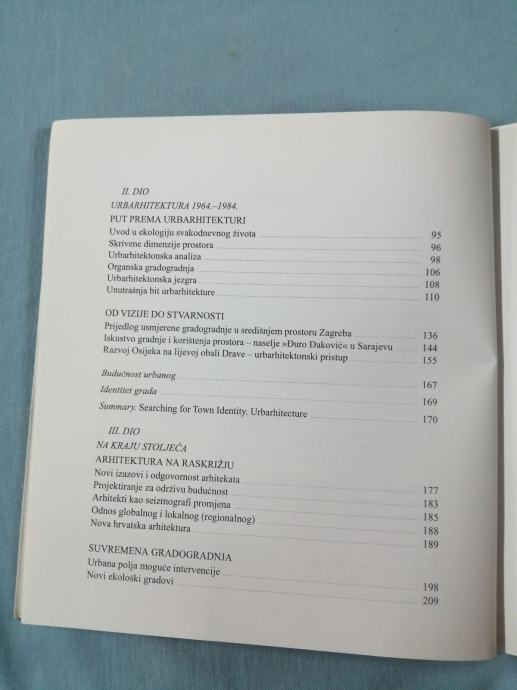 II. DIO
URBARHITEKTURA 1964.–1984.
PUT PREMA URBARHITEKTURI
Uvod u ekologiju svakodnevnog života 95
Skrivene dimenzije prostora 96
Urbarhitektonska analiza 98
Organska gradogradnja 106
Urbarhitektonska jezgra 108
Unutrašnja bit urbarhitekture 110
OD VIZIJE DO STVARNOSTI
Prijedlog usmjerene gradogradnje u središnjem prostoru Zagreba 136
Iskustvo gradnje i korištenja prostora – naselje »Đuro Đaković« u Sarajevu 144
Razvoj Osijeka na lijevoj obali Drave – urbarhitektonski pristup 155
Budućnost urbanog 167
Identitet grada 169
Summary. Searching for Town Identity. Urbarhitecture 170
III. DIO
NA KRAJU STOLJEĆA
ARHITEKTURA NA RASKRIŽJU
Novi izazovi i odgovornost arhitekata 177
Projektiranje za održivu budućnost 183
Arhitekti kao seizmografi promjena 185
Odnos globalnog i lokalnog (regionalnog) 188
Nova hrvatska arhitektura 189
SUVREMENA GRADOGRADNJA
Urbana polja moguće intervencije 198
Novi ekološki gradovi 209